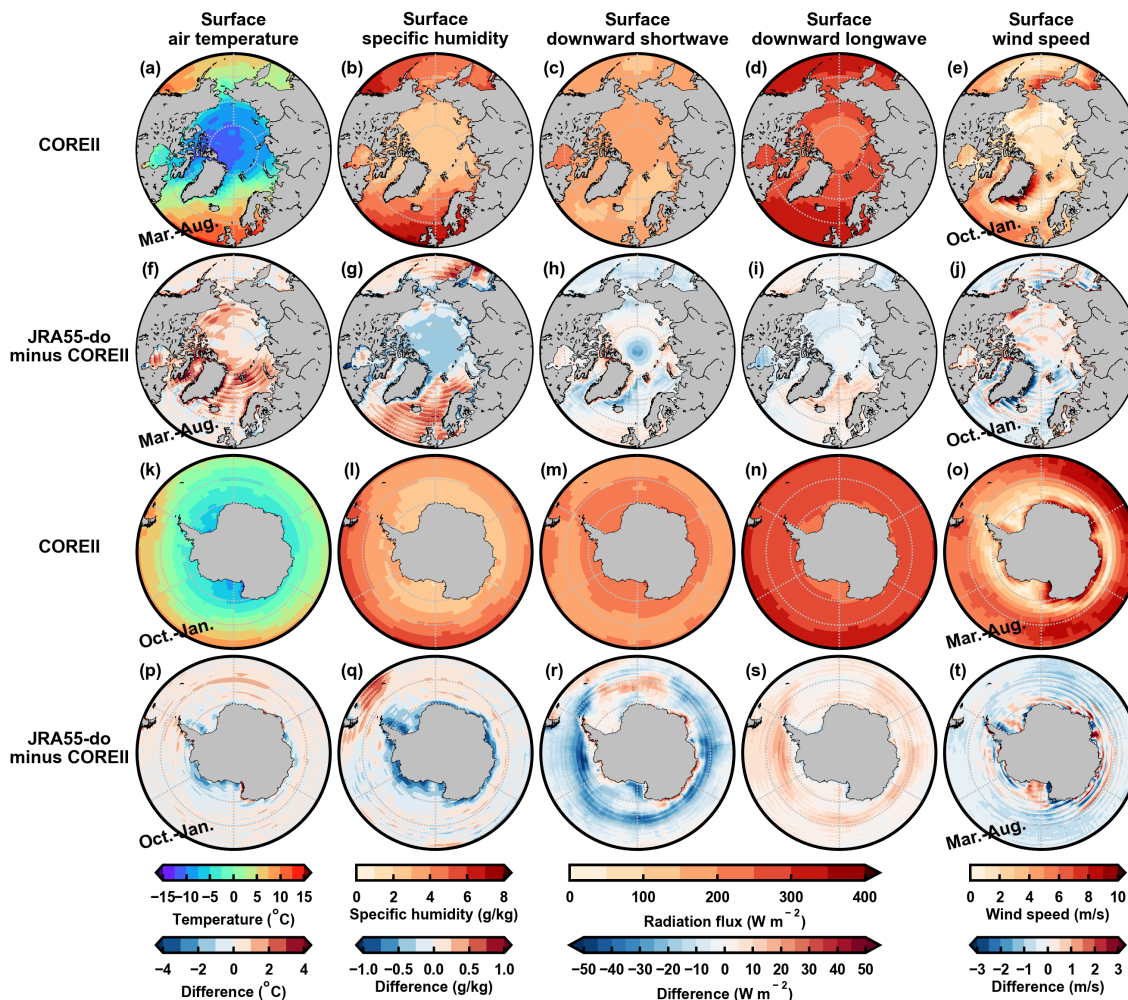 Surface
air temperature
Surface
specific humidity
Surface
downward shortwave
Surface
downward longwave
Surface
wind speed
(a)
(b)
(c)
(d)
(e)
COREII
Mar.-Aug.
Oct.-Jan.
(f)
(g)
(h)
(i)
(j)
JRA55-do
minus COREII
Mar.-Aug.
Oct.-Jan.
(k)
(l)
(m)
(n)
(o)
COREII
Oct.-Jan.
Mar.-Aug.
(p)
(q)
(r)
(s)
(t)
JRA55-do
minus COREII
Oct.-Jan.
Mar.-Aug.
−15 −10 −5 0 5 10 15
Temperature (°C)
0 2 4 6 8
Specific humidity (g/kg)
0 100 200 300 400
Radiation flux (W m⁻²)
0 2 4 6 8 10
Wind speed (m/s)
−4 −2 0 2 4
Difference (°C)
−1.0 −0.5 0.0 0.5 1.0
Difference (g/kg)
−50 −40 −30 −20 −10 0 10 20 30 40 50
Difference (W m⁻²)
−3 −2 −1 0 1 2 3
Difference (m/s)